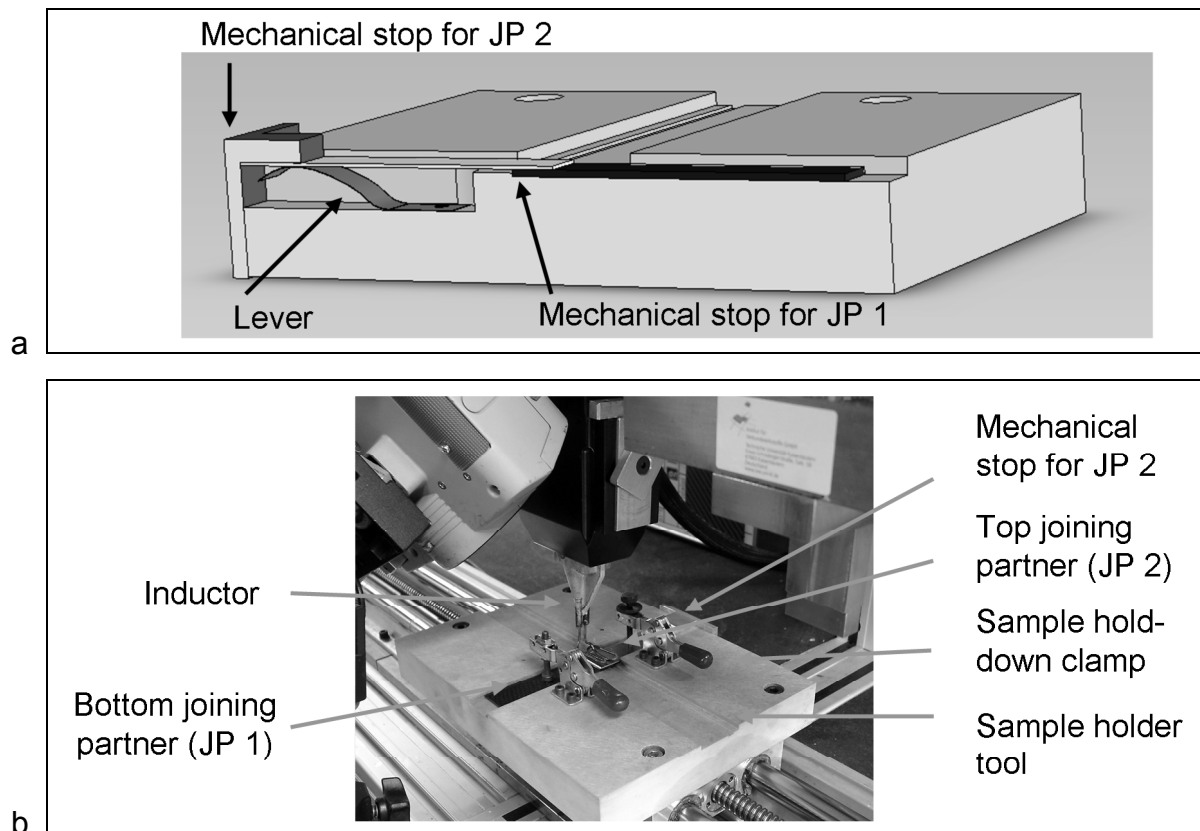 Mechanical stop for JP 2
Lever
Mechanical stop for JP 1
a
Mechanical
stop for JP 2
Top joining
partner (JP 2)
Inductor
Sample hold-
down clamp
Bottom joining
partner (JP 1)
Sample holder
tool
b